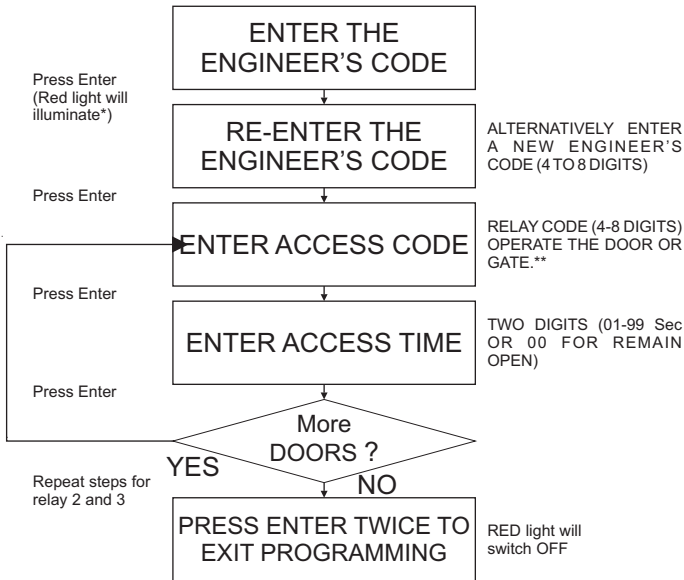 ENTER THE
ENGINEER'S CODE
Press Enter
(Red light will
illuminate*)
RE-ENTER THE
ENGINEER'S CODE
ALTERNATIVELY ENTER
A NEW ENGINEER'S
CODE (4 TO 8 DIGITS)
Press Enter
ENTER ACCESS CODE
RELAY CODE (4-8 DIGITS)
OPERATE THE DOOR OR
GATE.**
Press Enter
ENTER ACCESS TIME
TWO DIGITS (01-99 Sec
OR 00 FOR REMAIN
OPEN)
Press Enter
More
DOORS ?
YES
NO
Repeat steps for
relay 2 and 3
PRESS ENTER TWICE TO
EXIT PROGRAMMING
RED light will
switch OFF